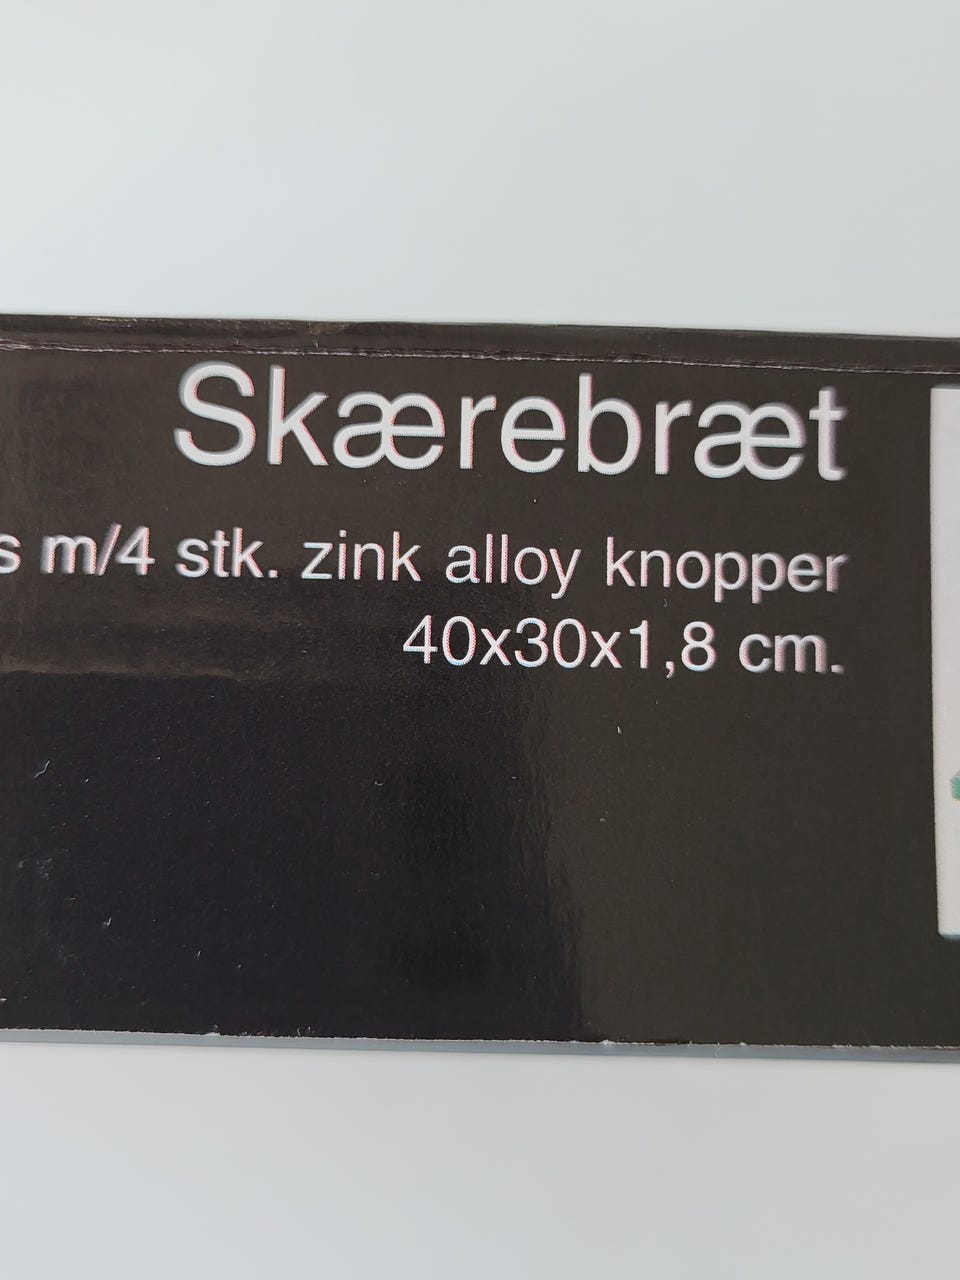 Skærebræt
m/4 stk. zink alloy knopper
40x30x1,8 cm.